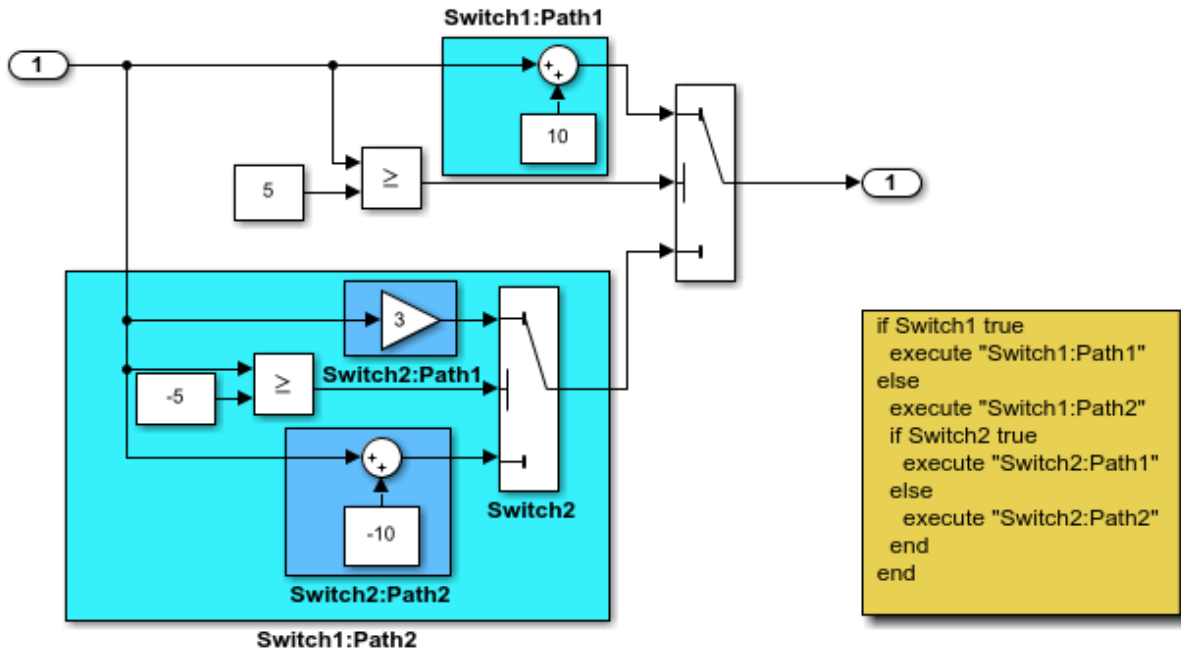 Switch1:Path1
1
+
+
10
5
≥
1
3
Switch2:Path1
-5
≥
+
+
-10
Switch2
Switch2:Path2
Switch1:Path2
if Switch1 true
execute "Switch1:Path1"
else
execute "Switch1:Path2"
if Switch2 true
execute "Switch2:Path1"
else
execute "Switch2:Path2"
end
end